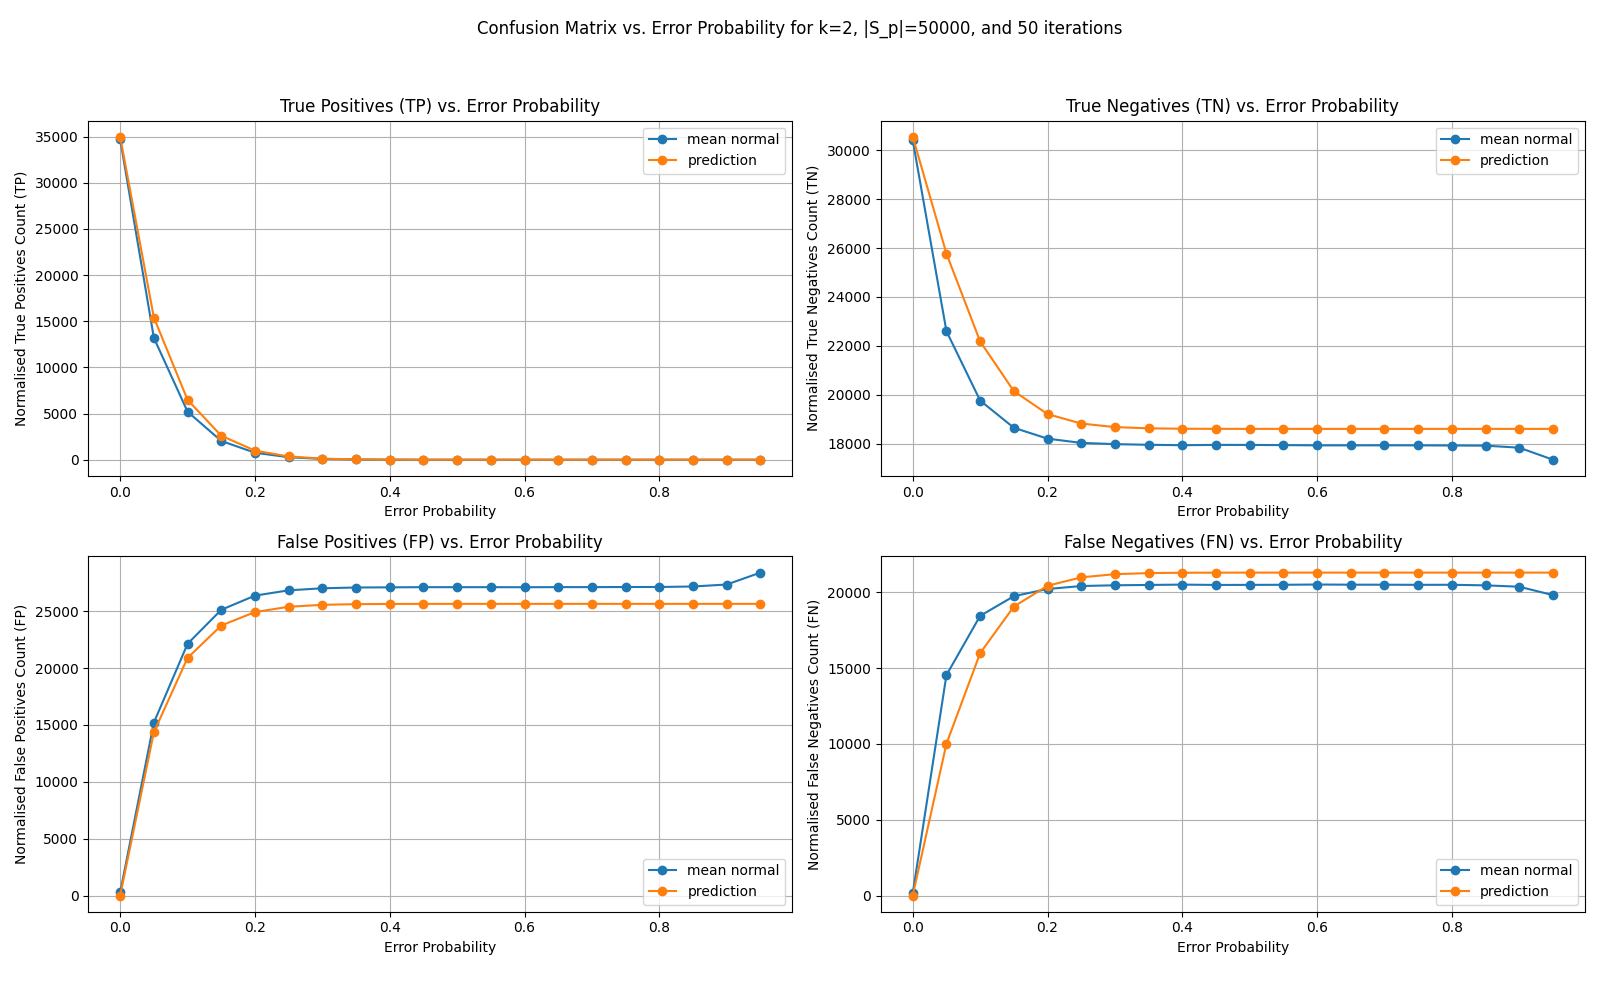 Confusion Matrix vs. Error Probability for k=2, |S_p|=50000, and 50 iterations
True Positives (TP) vs. Error Probability
Normalised True Positives Count (TP)
35000
30000
25000
20000
15000
10000
5000
0
0.0 0.2 0.4 0.6 0.8
Error Probability
mean normal
prediction
True Negatives (TN) vs. Error Probability
Normalised True Negatives Count (TN)
30000
28000
26000
24000
22000
20000
18000
0.0 0.2 0.4 0.6 0.8
Error Probability
mean normal
prediction
False Positives (FP) vs. Error Probability
Normalised False Positives Count (FP)
25000
20000
15000
10000
5000
0
0.0 0.2 0.4 0.6 0.8
Error Probability
mean normal
prediction
False Negatives (FN) vs. Error Probability
Normalised False Negatives Count (FN)
20000
15000
10000
5000
0
0.0 0.2 0.4 0.6 0.8
Error Probability
mean normal
prediction